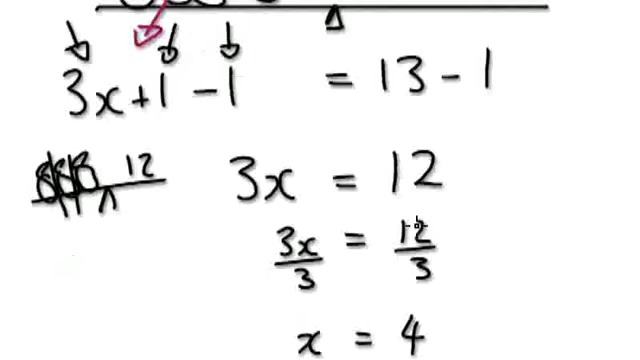 3x + 1 - 1 = 13 - 1
12
3x = 12
3x/3 = 12/3
x = 4